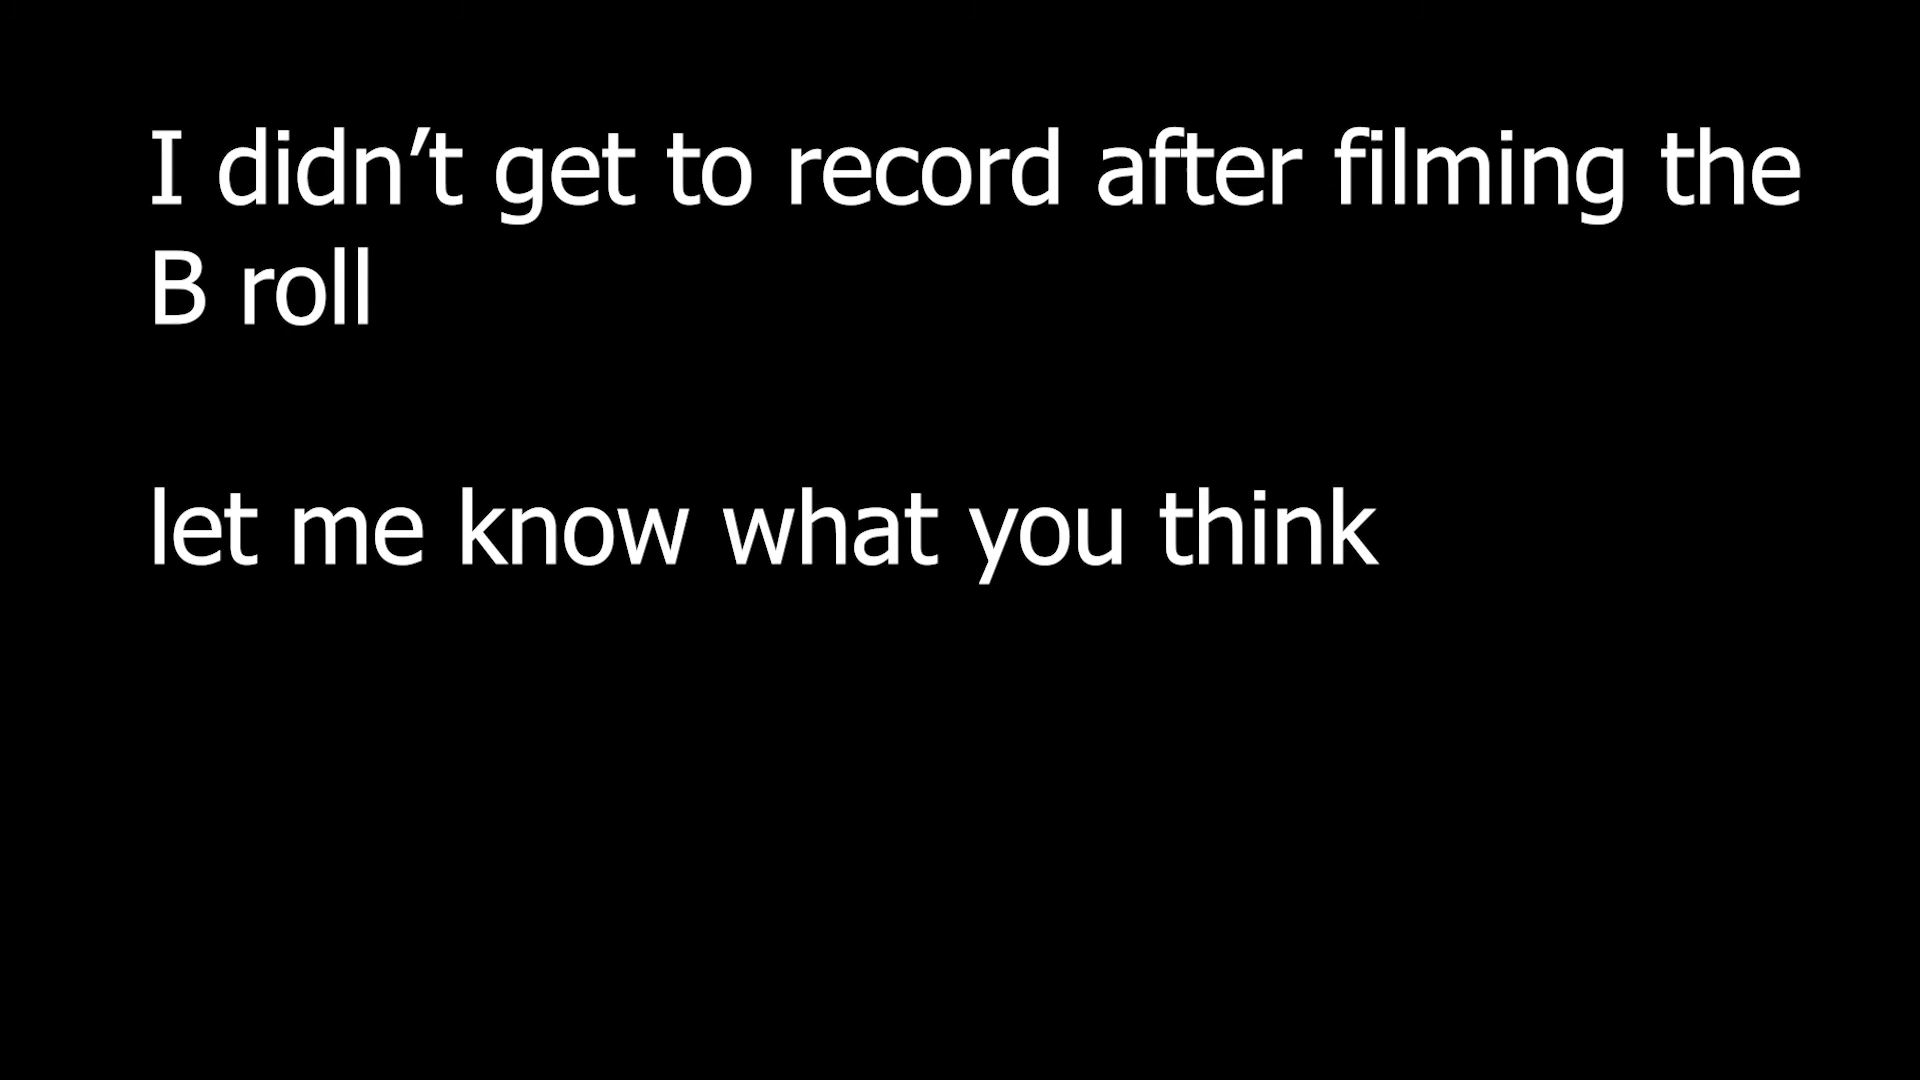 I didn’t get to record after filming the
B roll
let me know what you think